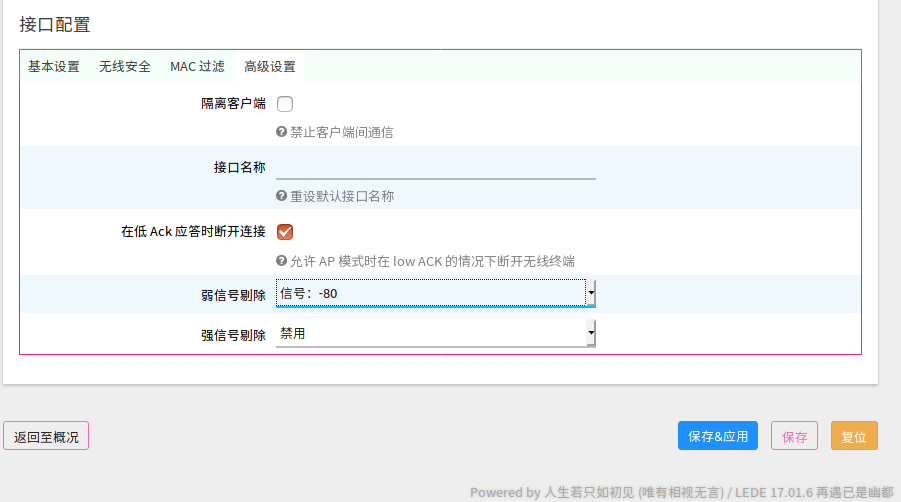 接口配置
基本设置 无线安全 MAC 过滤 高级设置
隔离客户端
禁止客户端间通信
接口名称
重设默认接口名称
在低 Ack 应答时断开连接
允许 AP 模式时在 low ACK 的情况下断开无线终端
弱信号剔除 信号：-80
强信号剔除 禁用
返回至概况 保存&应用 保存 复位
Powered by 人生若只如初见 (唯有相视无言) / LEDE 17.01.6 再遇已是幽都